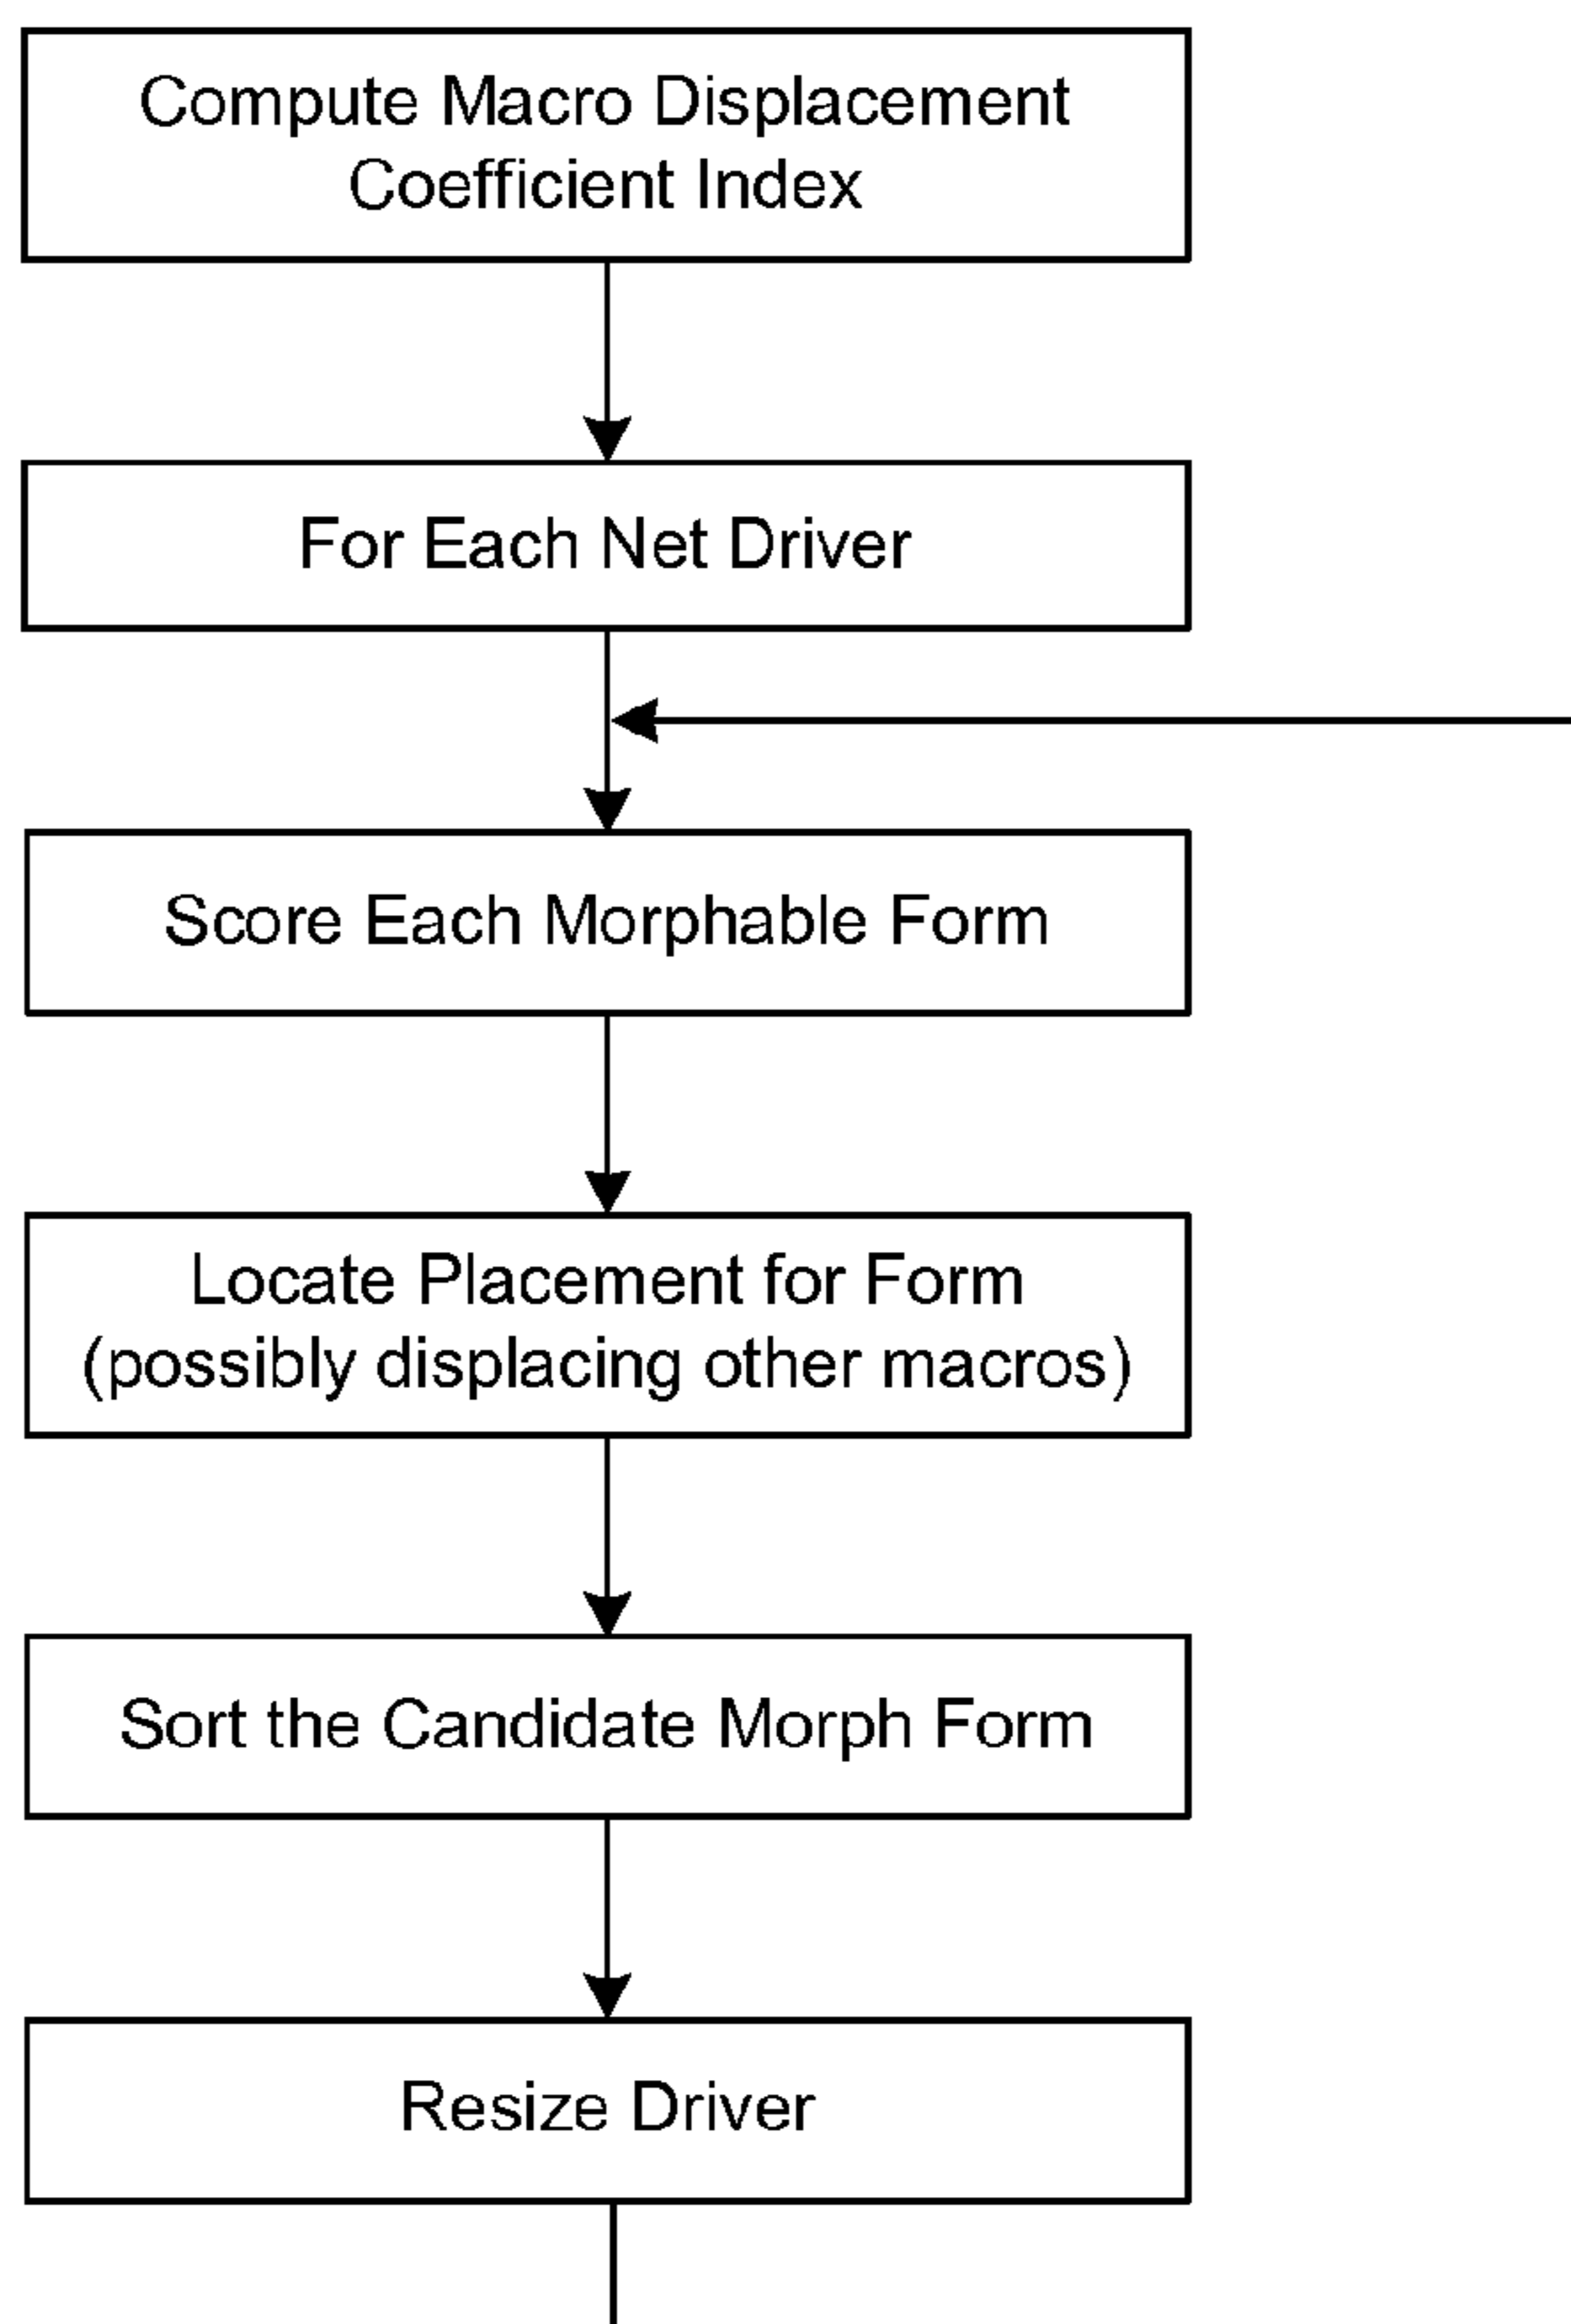 Compute Macro Displacement
Coefficient Index
For Each Net Driver
Score Each Morphable Form
Locate Placement for Form
(possibly displacing other macros)
Sort the Candidate Morph Form
Resize Driver